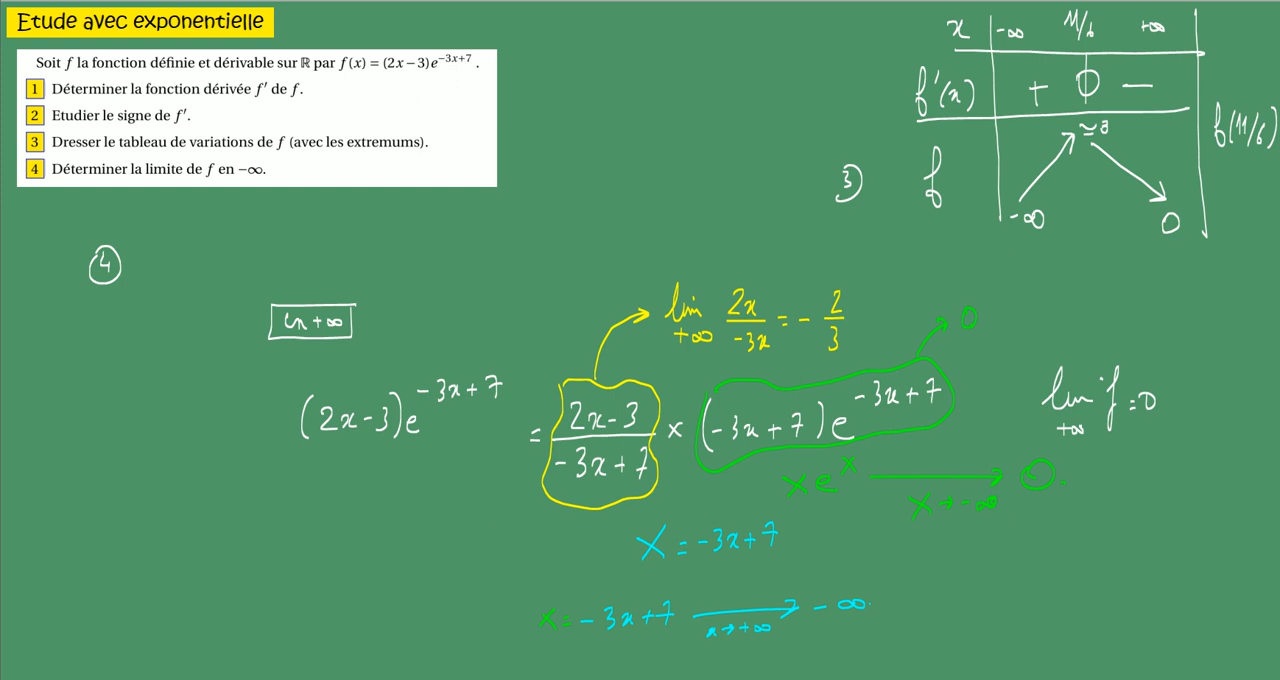 Etude avec exponentielle
Soit f la fonction définie et dérivable sur ℝ par f(x) = (2x−3)e^{−3x+7} .
1 Déterminer la fonction dérivée f′ de f.
2 Etudier le signe de f′.
3 Dresser le tableau de variations de f (avec les extremums).
4 Déterminer la limite de f en −∞.
x −∞ 11/6 +∞
f'(x) + 0 −
3) f −∞ ≃3 0 f(11/6)
4
en +∞
lim +∞ 2x/−3x = − 2/3
0
(2x−3)e^{−3x+7} = (2x−3)/(−3x+7) × (−3x+7)e^{−3x+7}
lim +∞ f = 0
Xe^X → X→−∞ 0.
X = −3x+7
X = −3x+7 → x→+∞ −∞.